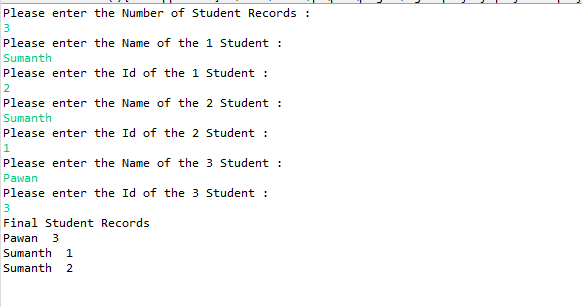 Please enter the Number of Student Records :
3
Please enter the Name of the 1 Student :
Sumanth
Please enter the Id of the 1 Student :
2
Please enter the Name of the 2 Student :
Sumanth
Please enter the Id of the 2 Student :
1
Please enter the Name of the 3 Student :
Pawan
Please enter the Id of the 3 Student :
3
Final Student Records
Pawan  3
Sumanth  1
Sumanth  2